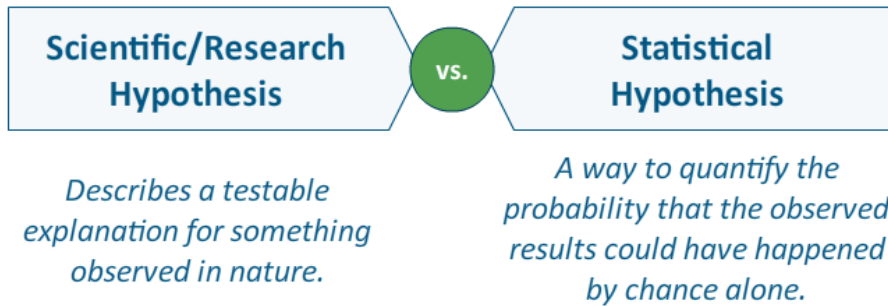 Scientific/Research
Hypothesis
vs.
Statistical
Hypothesis
Describes a testable
explanation for something
observed in nature.
A way to quantify the
probability that the observed
results could have happened
by chance alone.